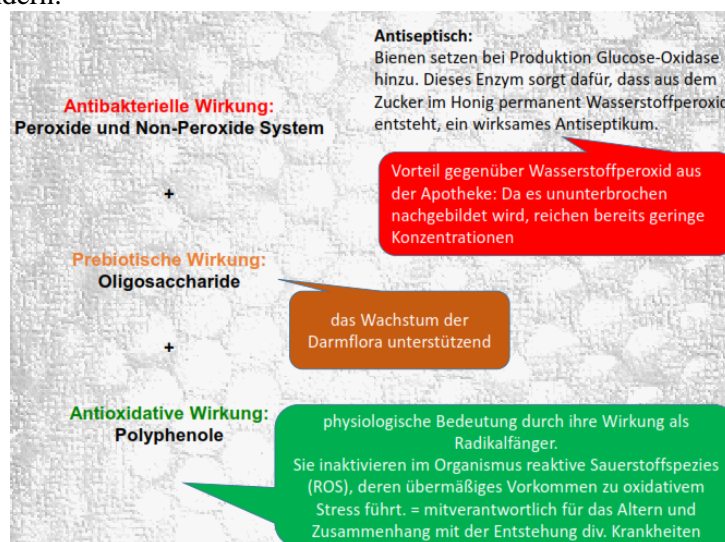 Antiseptisch:
Bienen setzen bei Produktion Glucose-Oxidase
hinzu. Dieses Enzym sorgt dafür, dass aus dem
Zucker im Honig permanent Wasserstoffperoxid
entsteht, ein wirksames Antiseptikum.
Antibakterielle Wirkung:
Peroxide und Non-Peroxide System
Vorteil gegenüber Wasserstoffperoxid aus
der Apotheke: Da es ununterbrochen
nachgebildet wird, reichen bereits geringe
Konzentrationen
+
Prebiotische Wirkung:
Oligosaccharide
das Wachstum der
Darmflora unterstützend
+
Antioxidative Wirkung:
Polyphenole
physiologische Bedeutung durch ihre Wirkung als
Radikalfänger.
Sie inaktivieren im Organismus reaktive Sauerstoffspezies
(ROS), deren übermäßiges Vorkommen zu oxidativem
Stress führt. = mitverantwortlich für das Altern und
Zusammenhang mit der Entstehung div. Krankheiten